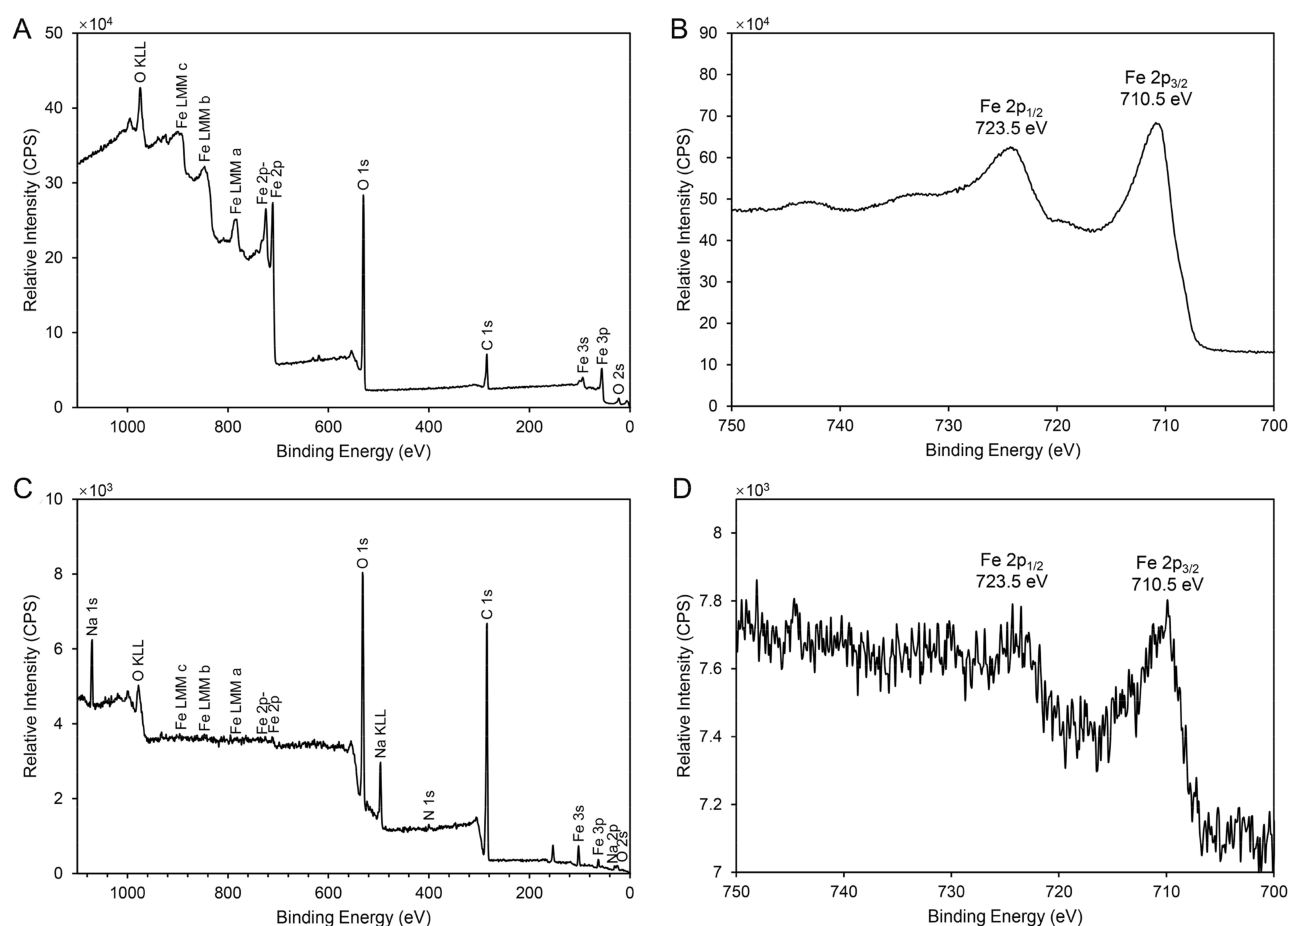 A
×10⁴
50
40
30
20
10
0
Relative Intensity (CPS)
O KLL
Fe LMM c
Fe LMM b
Fe LMM a
Fe 2p-
Fe 2p
O 1s
C 1s
Fe 3s
Fe 3p
O 2s
1000 800 600 400 200 0
Binding Energy (eV)
B
×10⁴
90
80
70
60
50
40
30
20
10
0
Relative Intensity (CPS)
Fe 2p1/2
723.5 eV
Fe 2p3/2
710.5 eV
750 740 730 720 710 700
Binding Energy (eV)
C
×10³
10
8
6
4
2
0
Relative Intensity (CPS)
Na 1s
O KLL
Fe LMM c
Fe LMM b
Fe LMM a
Fe 2p-
Fe 2p
O 1s
Na KLL
N 1s
C 1s
Fe 3s
Fe 3p
Na 2p
O 2s
1000 800 600 400 200 0
Binding Energy (eV)
D
×10³
8
7.8
7.6
7.4
7.2
7
Relative Intensity (CPS)
Fe 2p1/2
723.5 eV
Fe 2p3/2
710.5 eV
750 740 730 720 710 700
Binding Energy (eV)